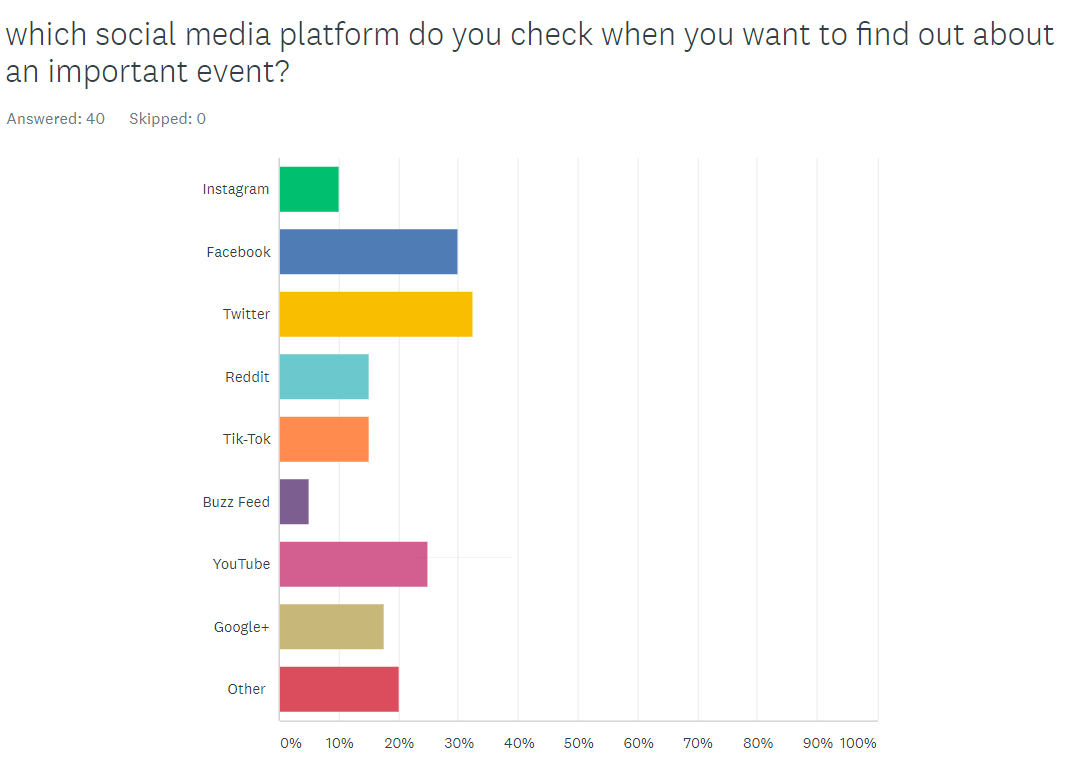 which social media platform do you check when you want to find out about
an important event?
Answered: 40 Skipped: 0
Instagram
Facebook
Twitter
Reddit
Tik-Tok
Buzz Feed
YouTube
Google+
Other
0% 10% 20% 30% 40% 50% 60% 70% 80% 90% 100%